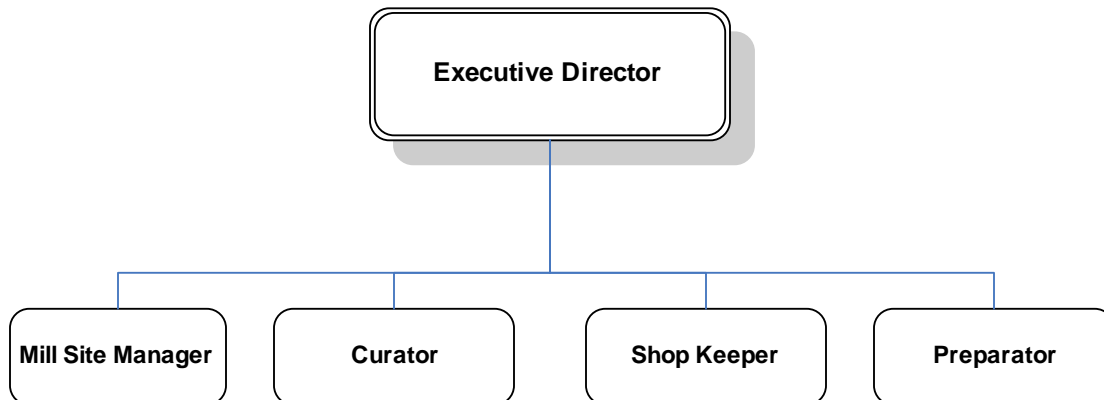 Executive Director
Mill Site Manager
Curator
Shop Keeper
Preparator